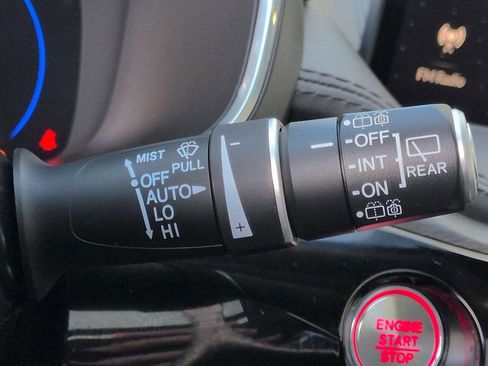 FM Radio
MIST
PULL
OFF
AUTO
LO
HI
-
+
OFF
INT
ON
REAR
ENGINE
START
STOP